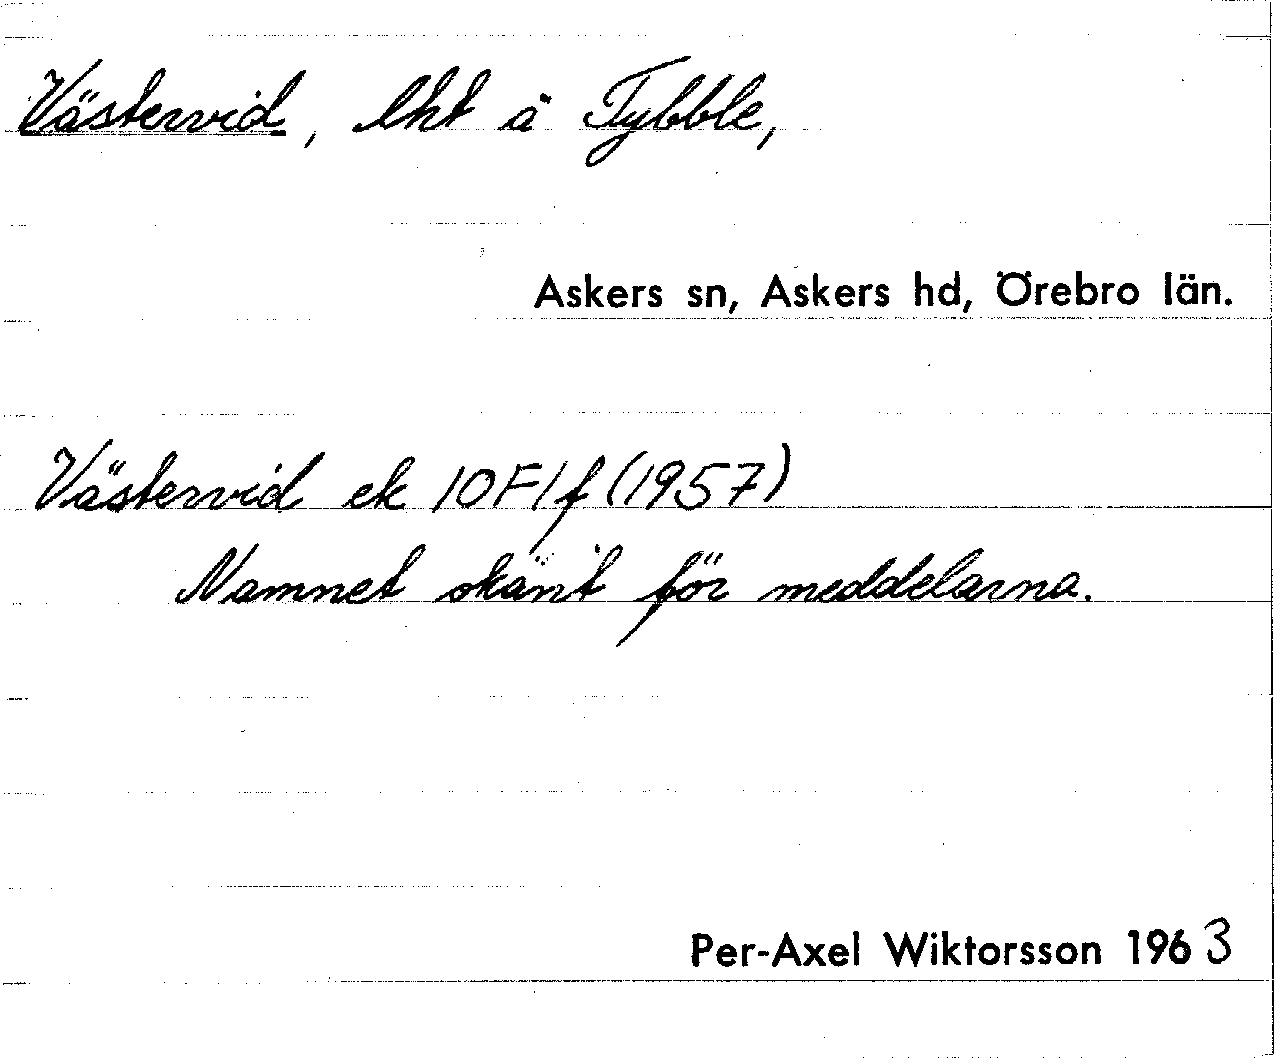 Västervid, lht å Tybble,
Askers sn, Askers hd, Örebro län.
Västervid ek 10F1f (1957)
Namnet okänt för meddelarna.
Per-Axel Wiktorsson 1963